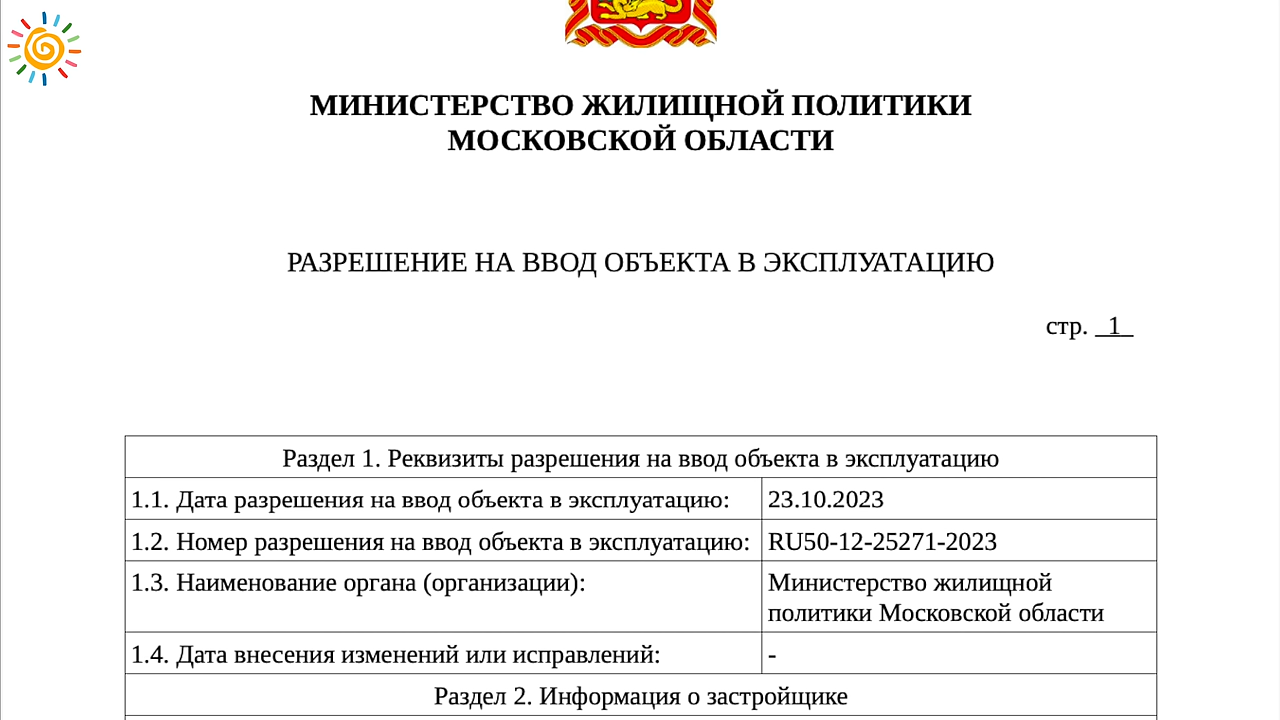 МИНИСТЕРСТВО ЖИЛИЩНОЙ ПОЛИТИКИ
МОСКОВСКОЙ ОБЛАСТИ
РАЗРЕШЕНИЕ НА ВВОД ОБЪЕКТА В ЭКСПЛУАТАЦИЮ
стр. _1_
Раздел 1. Реквизиты разрешения на ввод объекта в эксплуатацию
1.1. Дата разрешения на ввод объекта в эксплуатацию: 23.10.2023
1.2. Номер разрешения на ввод объекта в эксплуатацию: RU50-12-25271-2023
1.3. Наименование органа (организации): Министерство жилищной
политики Московской области
1.4. Дата внесения изменений или исправлений: -
Раздел 2. Информация о застройщике